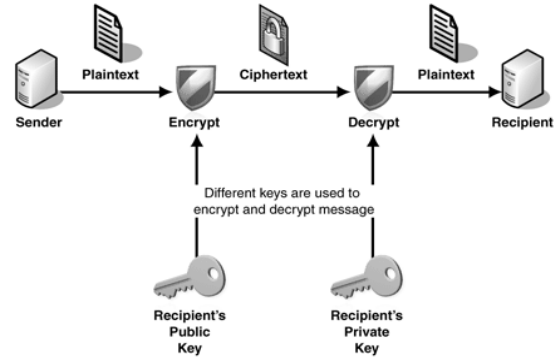 Plaintext
Ciphertext
Plaintext
Sender
Encrypt
Decrypt
Recipient
Different keys are used to
encrypt and decrypt message
Recipient's
Public
Key
Recipient's
Private
Key